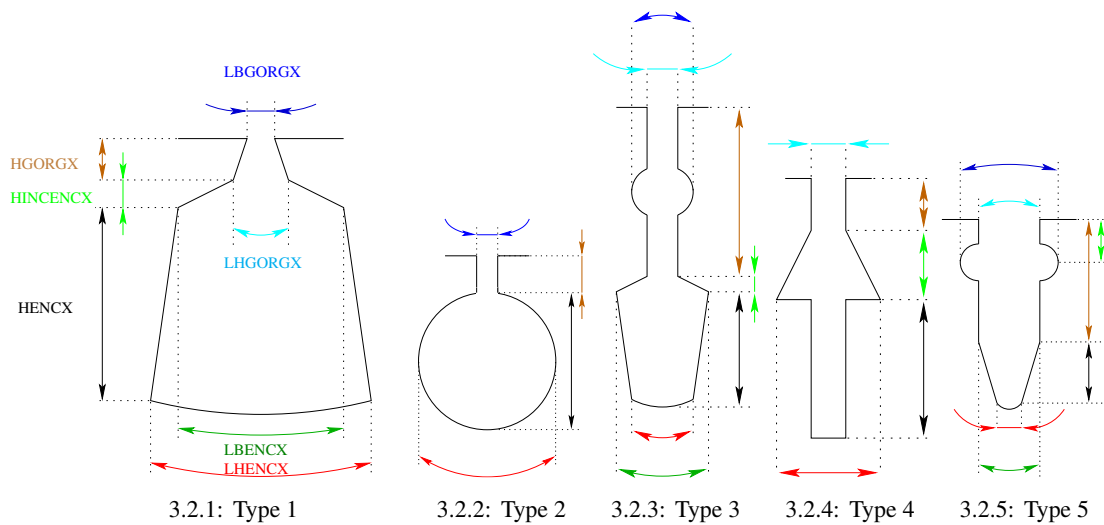 LBGORGX
HGORGX
HINCENCX
LHGORGX
HENCX
LBENCX
LHENCX
3.2.1: Type 1
3.2.2: Type 2
3.2.3: Type 3
3.2.4: Type 4
3.2.5: Type 5